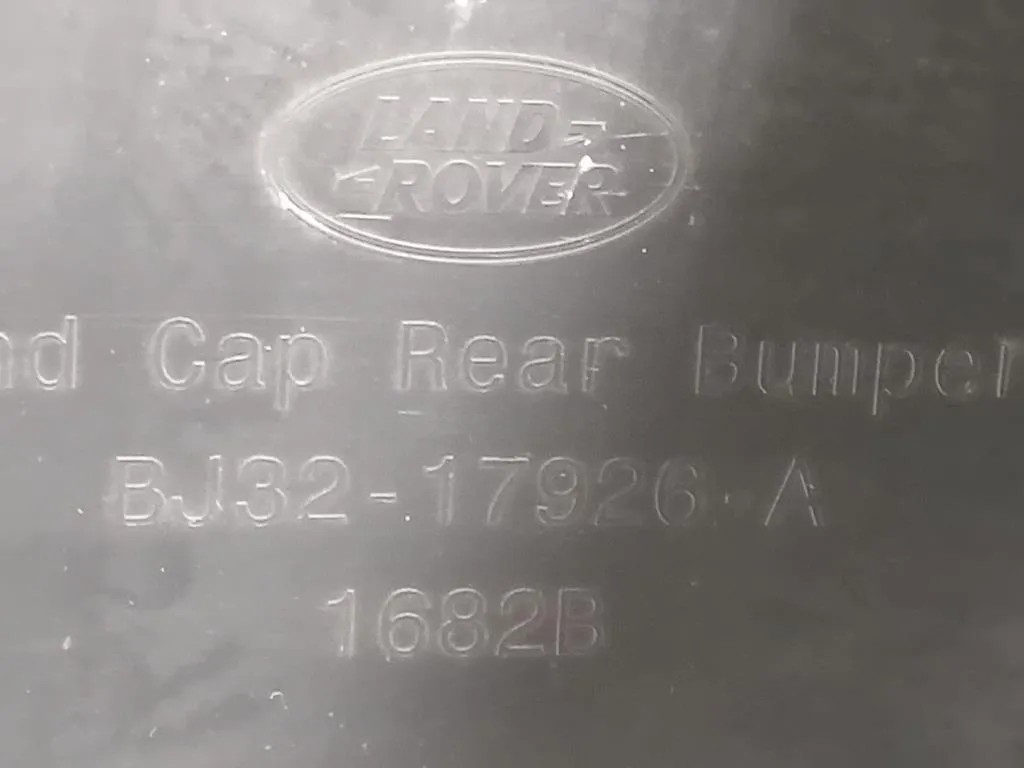 LAND
ROVER
nd Cap Rear Bumper
BJ32-17926-A
1682B